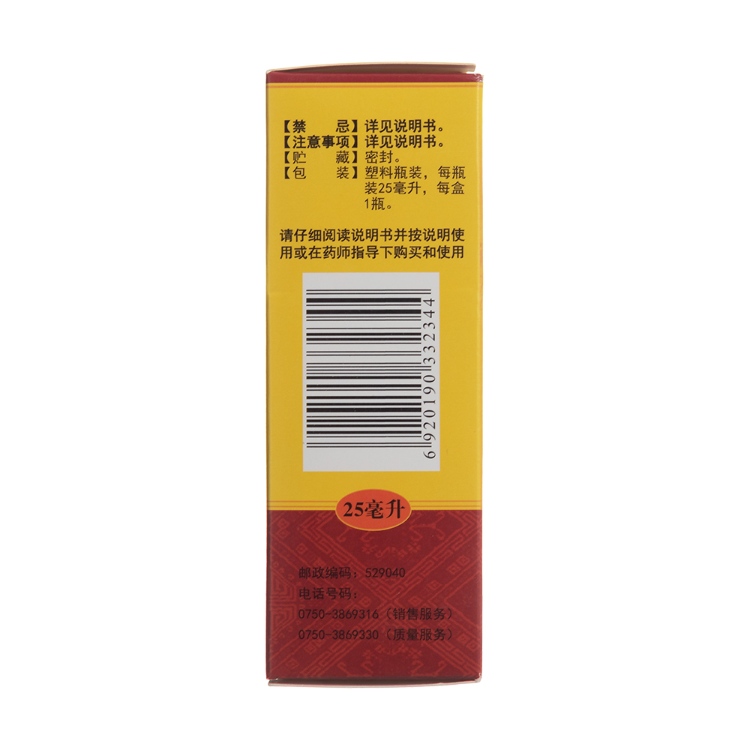 【禁　忌】详见说明书。
【注意事项】详见说明书。
【贮　藏】密封。
【包　装】塑料瓶装，每瓶
装25毫升，每盒
1瓶。
请仔细阅读说明书并按说明使
用或在药师指导下购买和使用
6920190332344
25毫升
邮政编码：529040
电话号码：
0750-3869316（销售服务）
0750-3869330（质量服务）